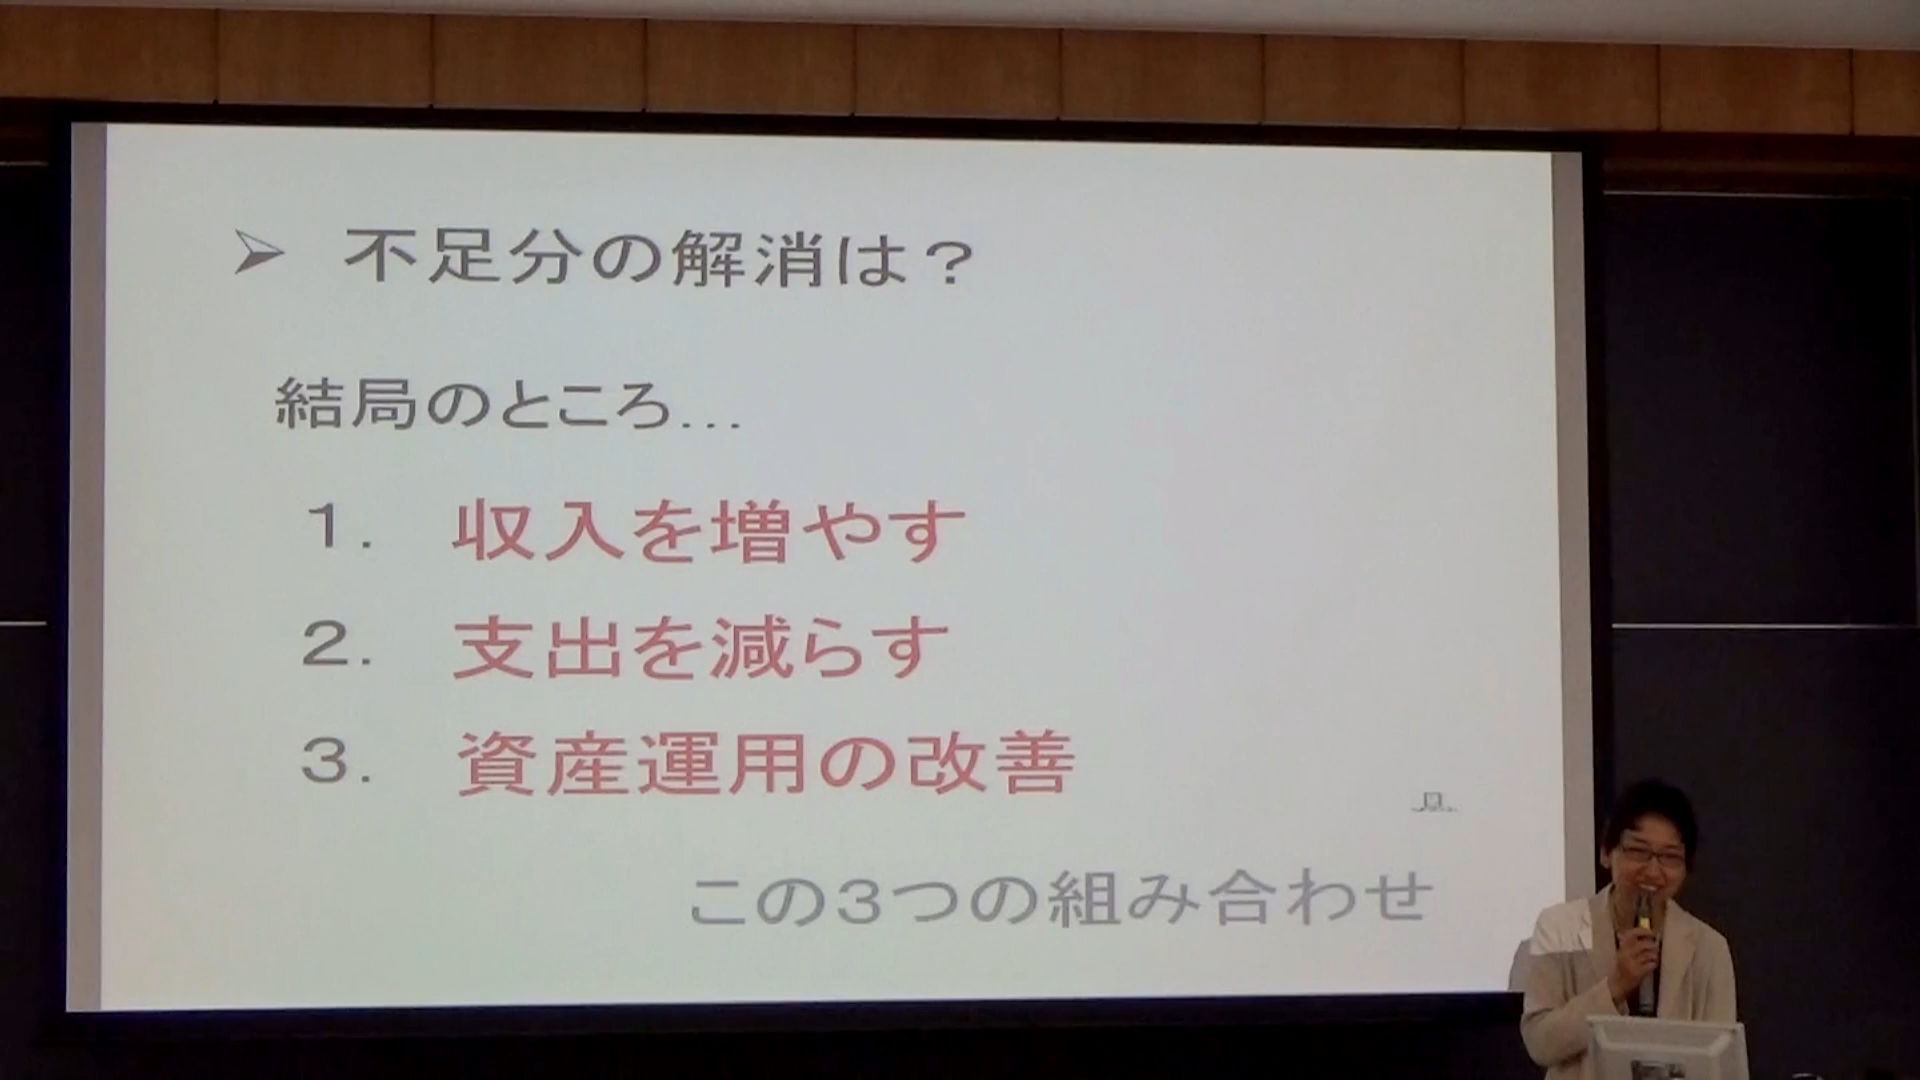 ➢ 不足分の解消は？
結局のところ…
1. 収入を増やす
2. 支出を減らす
3. 資産運用の改善
この3つの組み合わせ